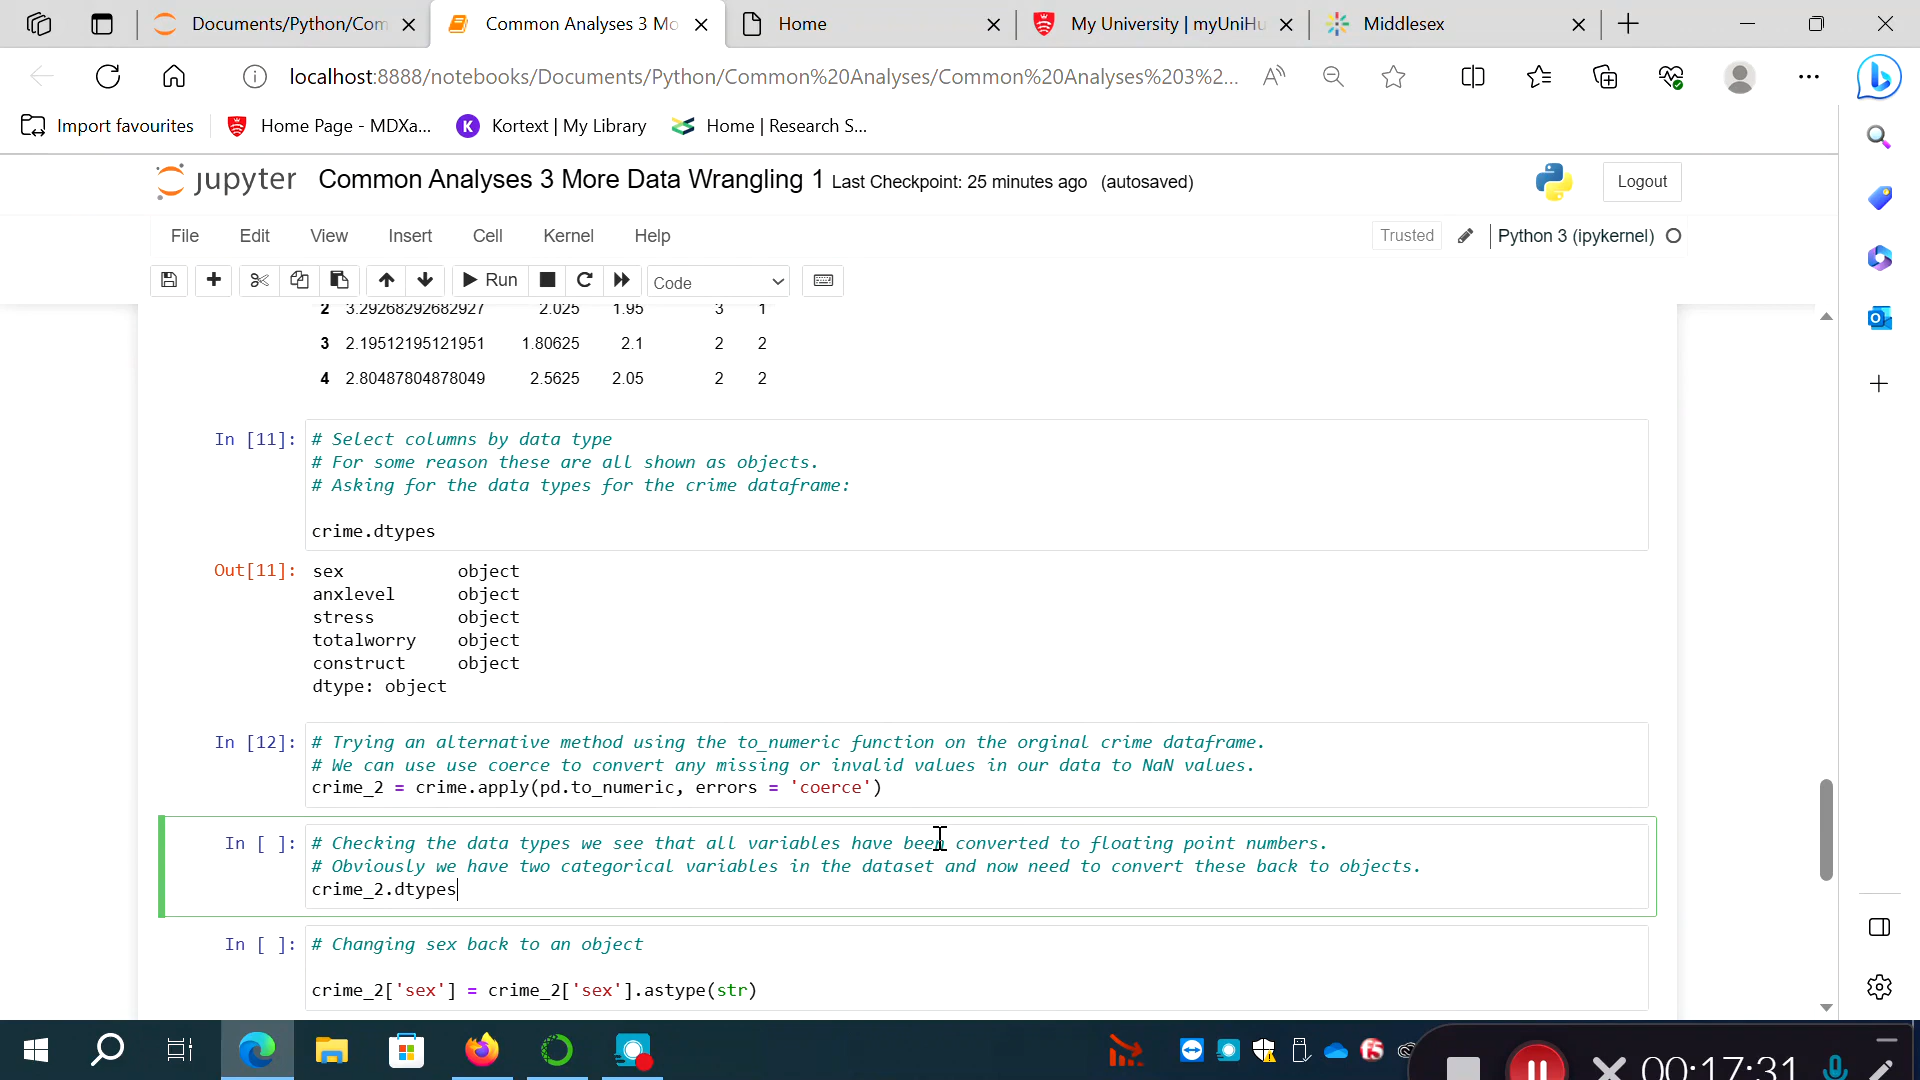 Documents/Python/Com
Common Analyses 3 Mo
Home
My University | myUniHu
Middlesex
localhost:8888/notebooks/Documents/Python/Common%20Analyses/Common%20Analyses%203%2...
Import favourites
Home Page - MDXa...
K
Kortext | My Library
Home | Research S...
jupyter
Common Analyses 3 More Data Wrangling 1
Last Checkpoint: 25 minutes ago (autosaved)
Logout
File
Edit
View
Insert
Cell
Kernel
Help
Trusted
Python 3 (ipykernel)
Run
Code
2 3.29268292682927 2.025 1.95 3 1
3 2.19512195121951 1.80625 2.1 2 2
4 2.80487804878049 2.5625 2.05 2 2
In [11]: # Select columns by data type
# For some reason these are all shown as objects.
# Asking for the data types for the crime dataframe:
crime.dtypes
Out[11]: sex object
anxlevel object
stress object
totalworry object
construct object
dtype: object
In [12]: # Trying an alternative method using the to_numeric function on the orginal crime dataframe.
# We can use use coerce to convert any missing or invalid values in our data to NaN values.
crime_2 = crime.apply(pd.to_numeric, errors = 'coerce')
In [ ]: # Checking the data types we see that all variables have been converted to floating point numbers.
# Obviously we have two categorical variables in the dataset and now need to convert these back to objects.
crime_2.dtypes
In [ ]: # Changing sex back to an object
crime_2['sex'] = crime_2['sex'].astype(str)
00:17:31